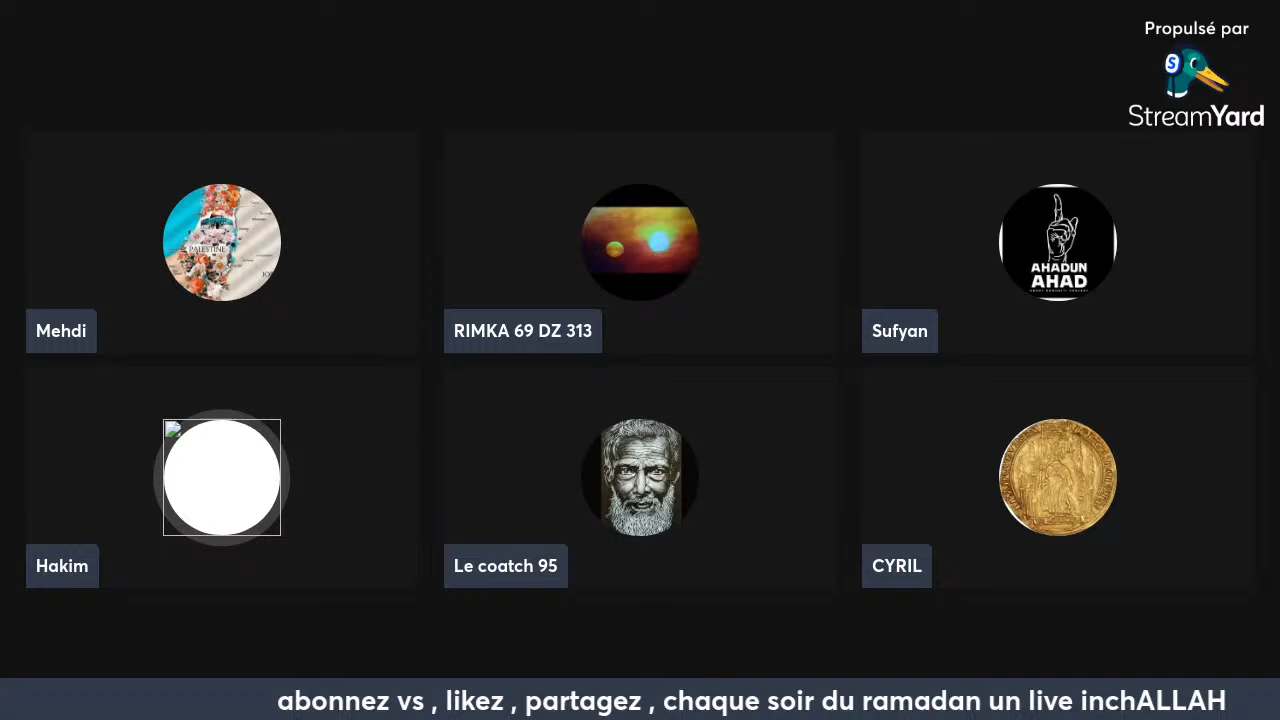 Propulsé par
S
StreamYard
PALESTINE
JO
AHADUN
AHAD
Mehdi
RIMKA 69 DZ 313
Sufyan
Hakim
Le coatch 95
CYRIL
abonnez vs , likez , partagez , chaque soir du ramadan un live inchALLAH